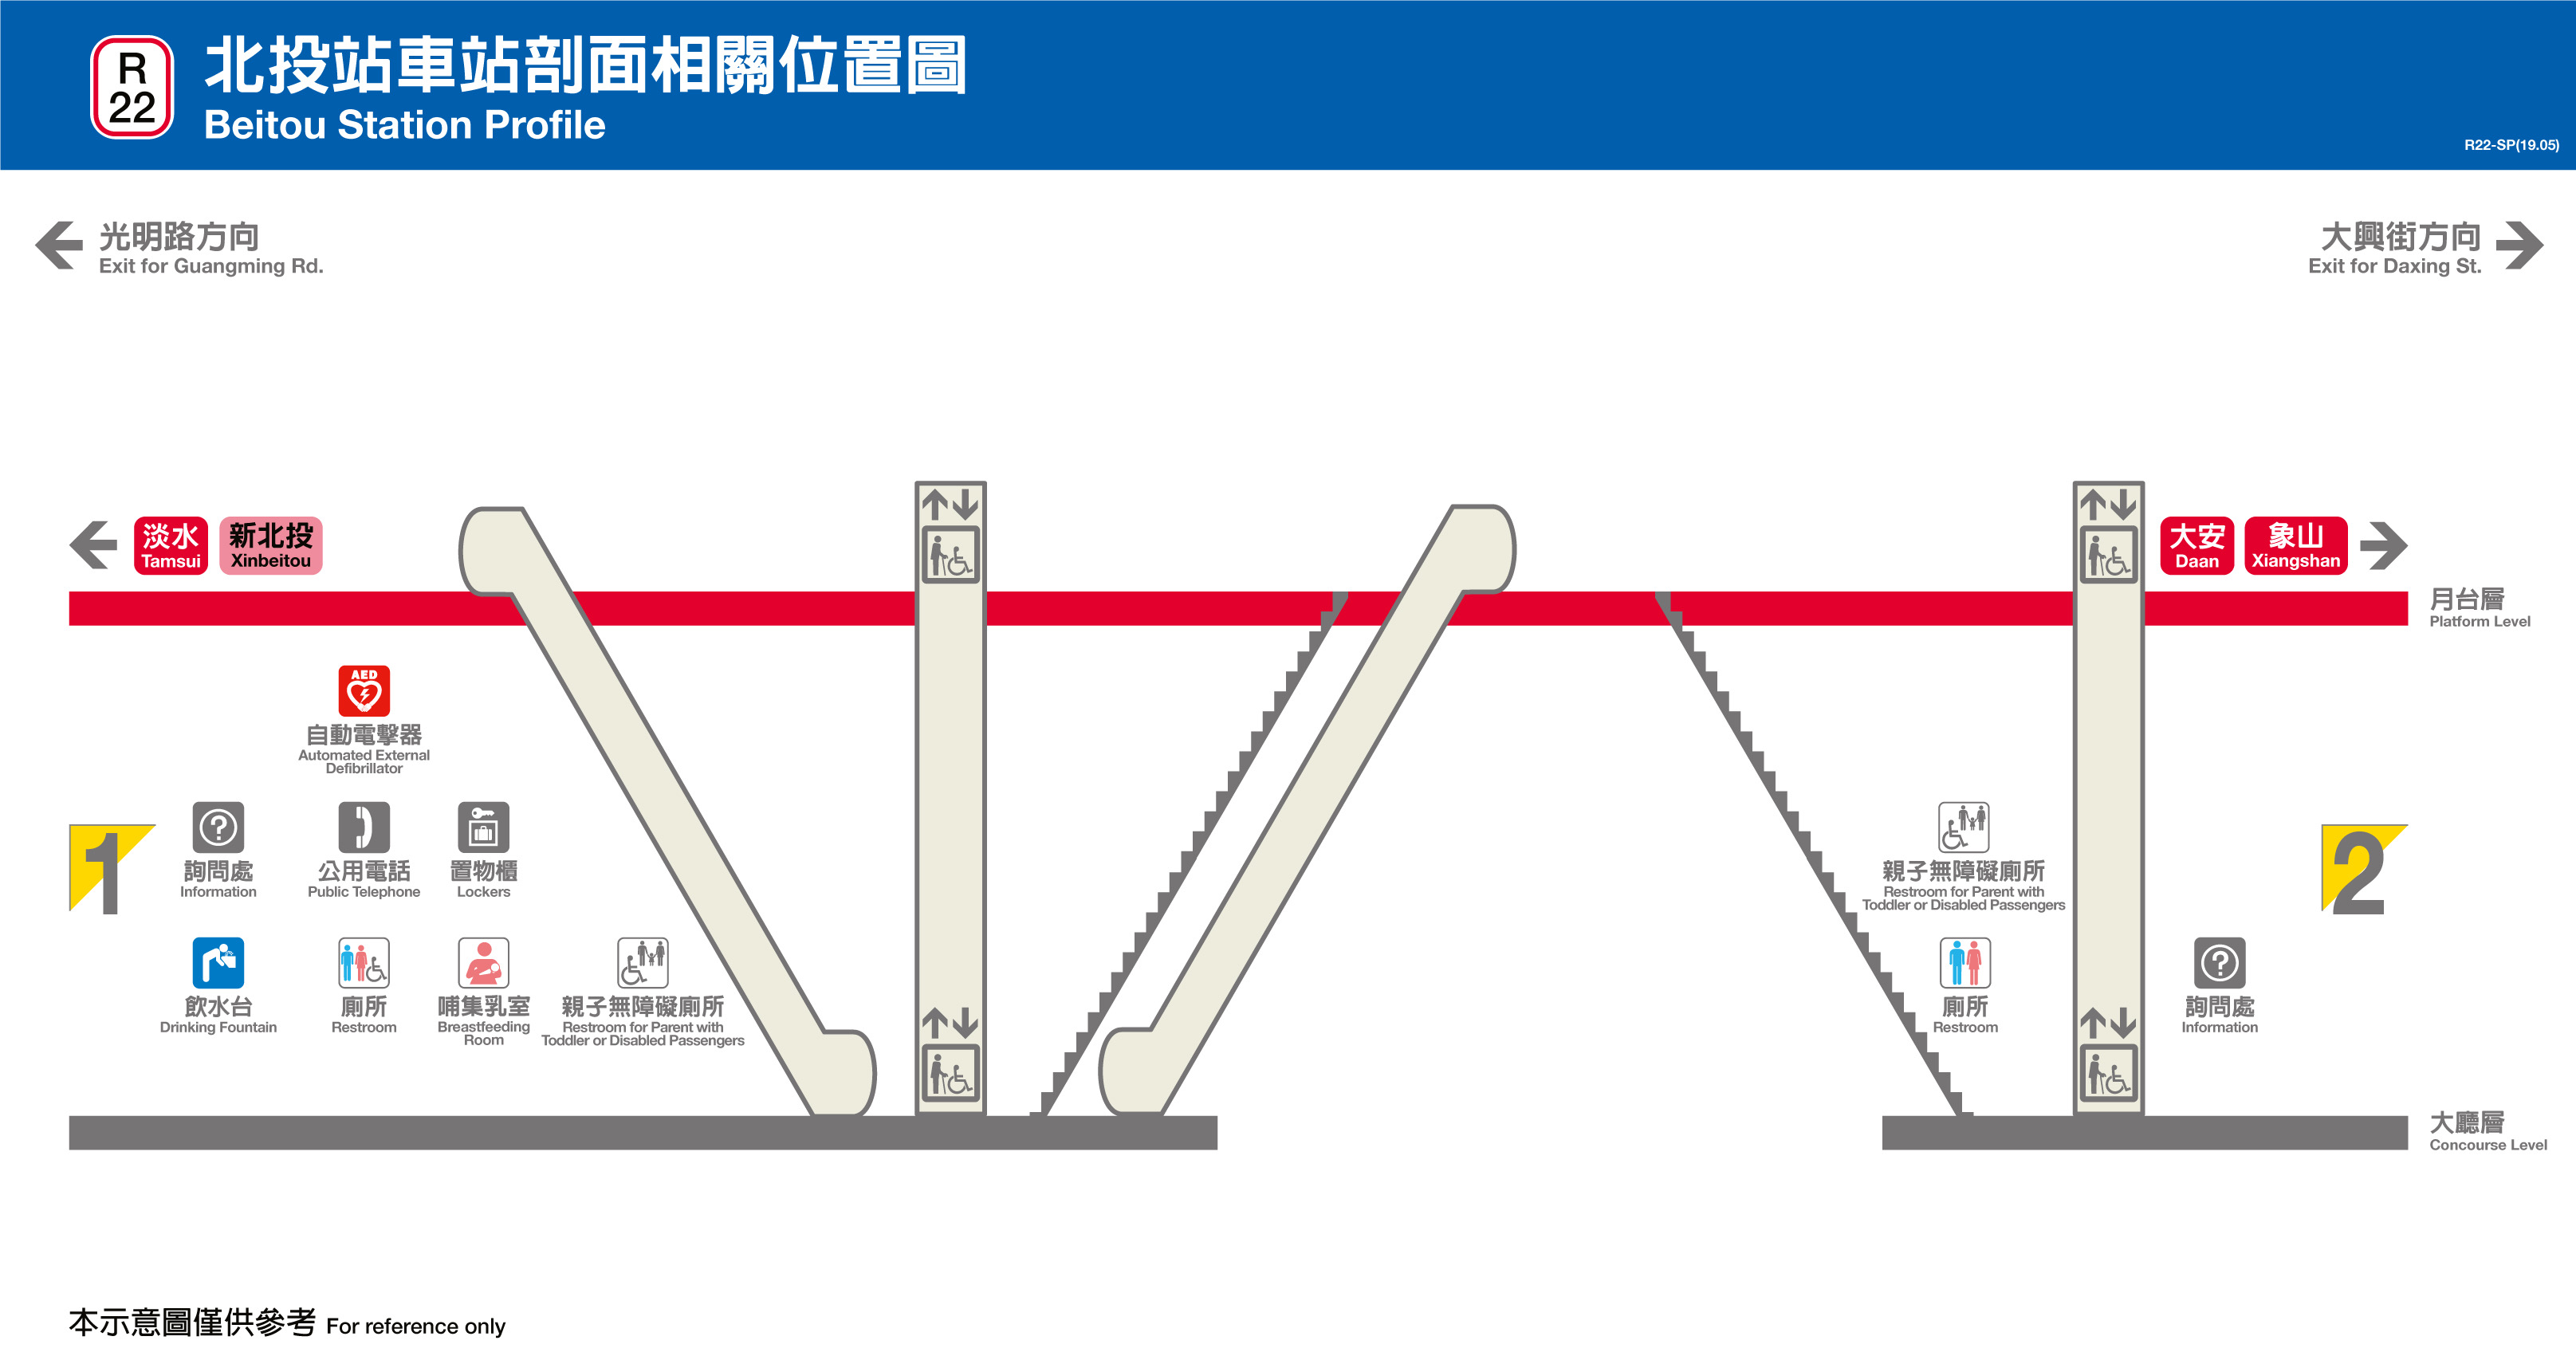 R
22
北投站車站剖面相關位置圖
Beitou Station Profile
R22-SP(19.05)
光明路方向
Exit for Guangming Rd.
大興街方向
Exit for Daxing St.
淡水
Tamsui
新北投
Xinbeitou
大安
Daan
象山
Xiangshan
月台層
Platform Level
AED
自動電擊器
Automated External
Defibrillator
1
?
詢問處
Information
公用電話
Public Telephone
置物櫃
Lockers
親子無障礙廁所
Restroom for Parent with
Toddler or Disabled Passengers
2
飲水台
Drinking Fountain
廁所
Restroom
哺集乳室
Breastfeeding
Room
親子無障礙廁所
Restroom for Parent with
Toddler or Disabled Passengers
廁所
Restroom
?
詢問處
Information
大廳層
Concourse Level
本示意圖僅供參考 For reference only